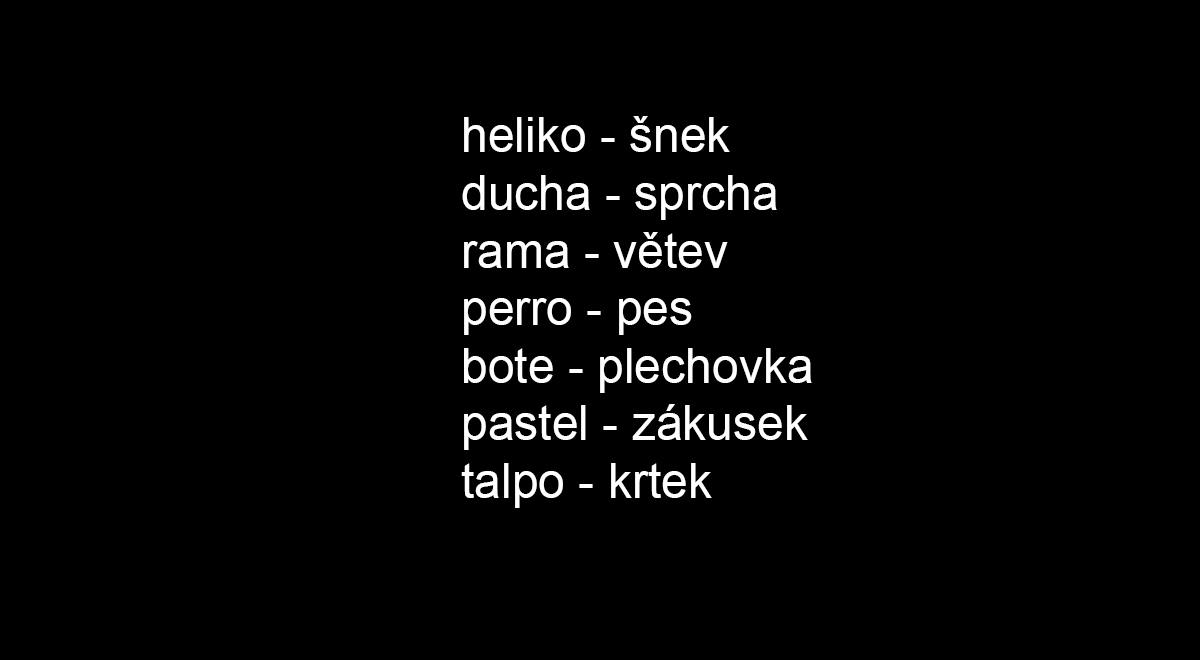 heliko - šnek
ducha - sprcha
rama - větev
perro - pes
bote - plechovka
pastel - zákusek
talpo - krtek